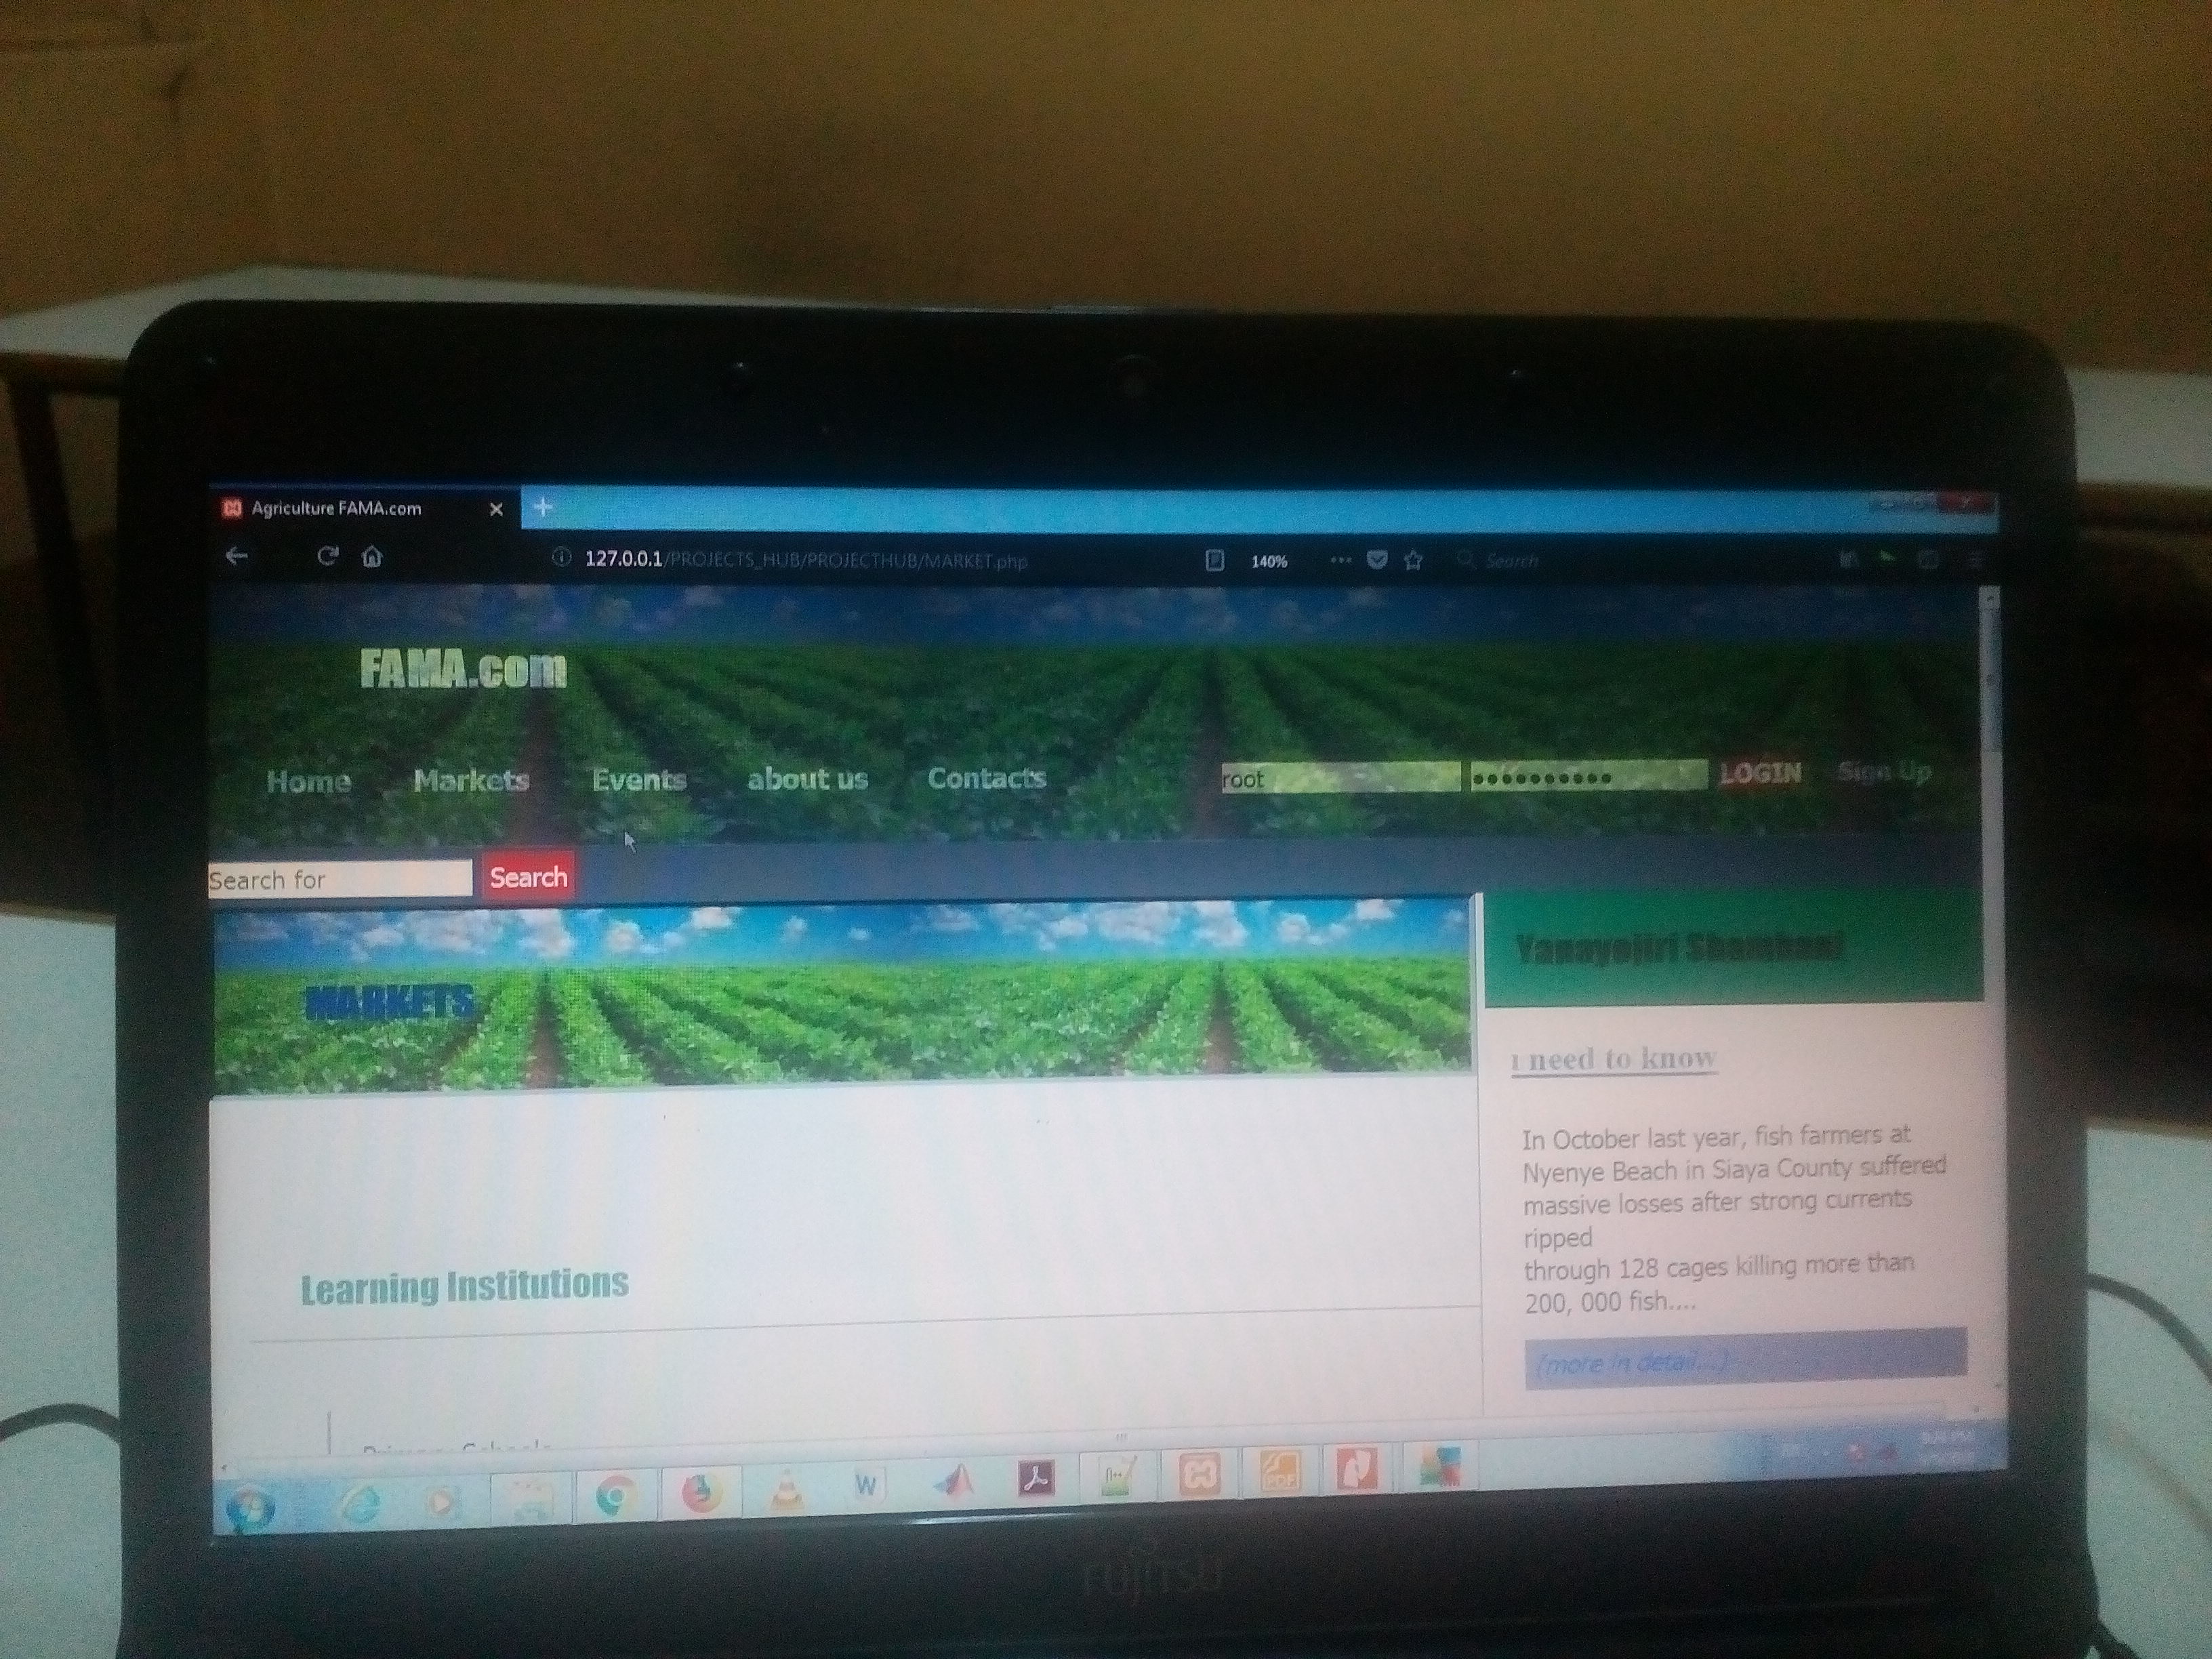 Agriculture FAMA.com
127.0.0.1/PROJECTS_HUB/PROJECTHUB/MARKET.php
140%
Search
FAMA.com
Home Markets Events about us Contacts
root
LOGIN Sign Up
Search for Search
MARKETS
Learning Institutions
Yanayojiri Shambani
i need to know
In October last year, fish farmers at
Nyenye Beach in Siaya County suffered
massive losses after strong currents
ripped
through 128 cages killing more than
200, 000 fish....
(more in detail...)
W
PDF
FUJITSU